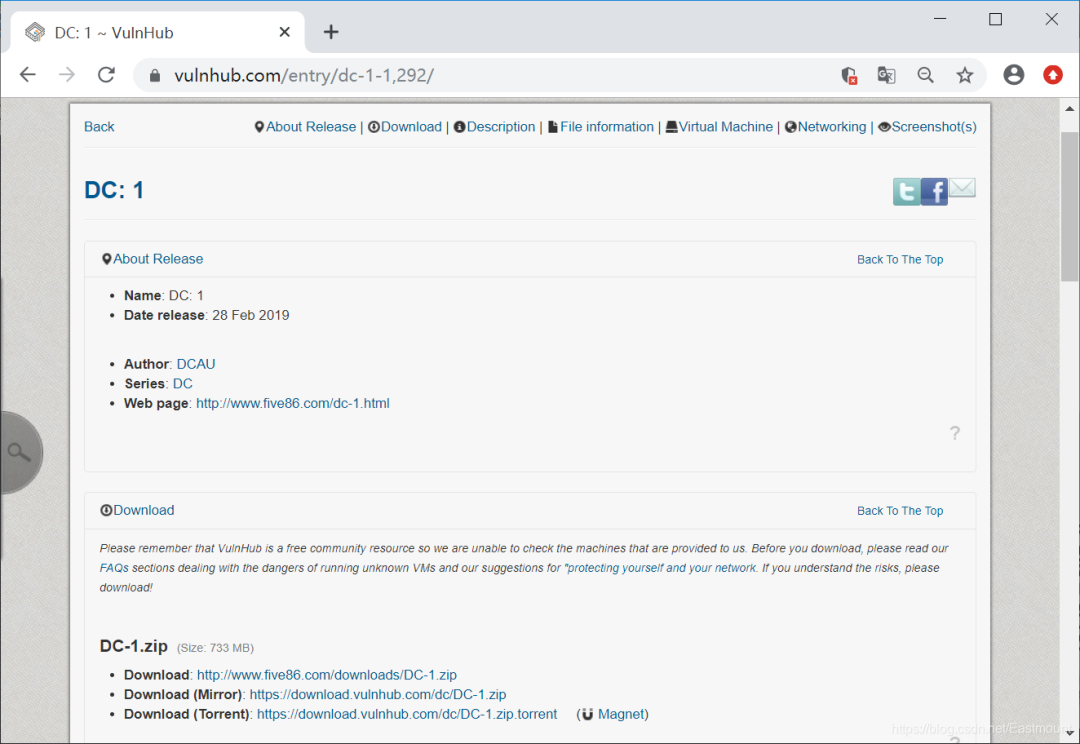 DC: 1 ~ VulnHub
vulnhub.com/entry/dc-1-1,292/
Back
About Release | Download | Description | File information | Virtual Machine | Networking | Screenshot(s)
DC: 1
About Release
Back To The Top
Name: DC: 1
Date release: 28 Feb 2019
Author: DCAU
Series: DC
Web page: http://www.five86.com/dc-1.html
?
Download
Back To The Top
Please remember that VulnHub is a free community resource so we are unable to check the machines that are provided to us. Before you download, please read our
FAQs sections dealing with the dangers of running unknown VMs and our suggestions for "protecting yourself and your network. If you understand the risks, please
download!
DC-1.zip (Size: 733 MB)
Download: http://www.five86.com/downloads/DC-1.zip
Download (Mirror): https://download.vulnhub.com/dc/DC-1.zip
Download (Torrent): https://download.vulnhub.com/dc/DC-1.zip.torrent (Magnet)
https://blog.csdn.net/Eastmount